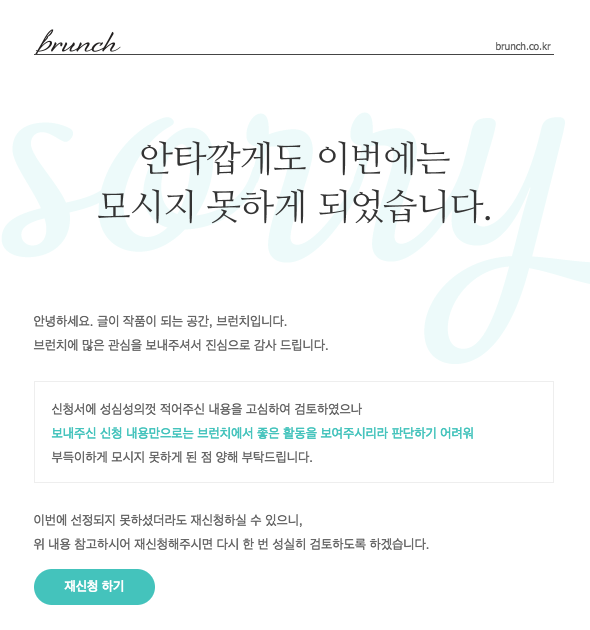 brunch
brunch.co.kr
sorry
안타깝게도 이번에는
모시지 못하게 되었습니다.
안녕하세요. 글이 작품이 되는 공간, 브런치입니다.
브런치에 많은 관심을 보내주셔서 진심으로 감사 드립니다.
신청서에 성심성의껏 적어주신 내용을 고심하여 검토하였으나
보내주신 신청 내용만으로는 브런치에서 좋은 활동을 보여주시리라 판단하기 어려워
부득이하게 모시지 못하게 된 점 양해 부탁드립니다.
이번에 선정되지 못하셨더라도 재신청하실 수 있으니,
위 내용 참고하시어 재신청해주시면 다시 한 번 성실히 검토하도록 하겠습니다.
재신청 하기